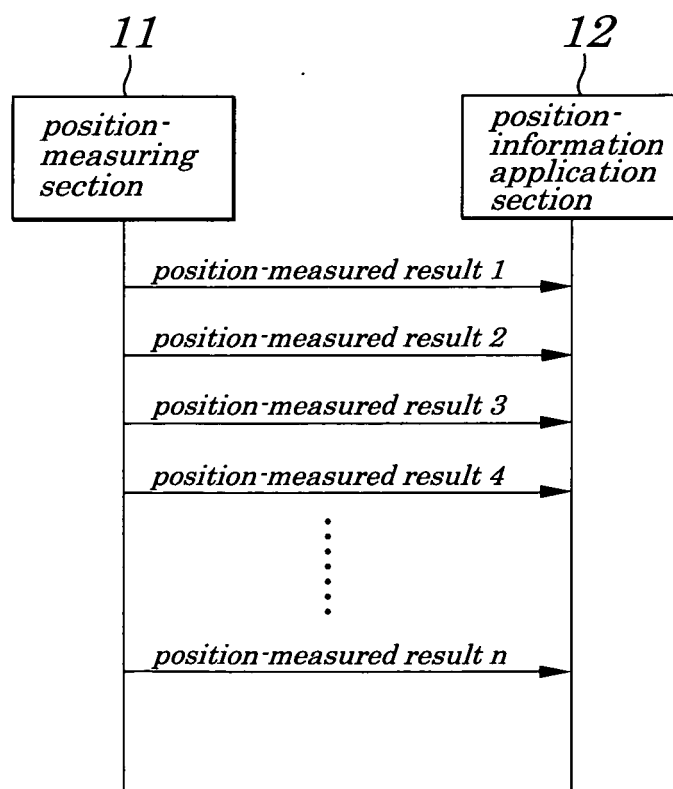 11
12
position-
measuring
section
position-
information
application
section
position-measured result 1
position-measured result 2
position-measured result 3
position-measured result 4
position-measured result n